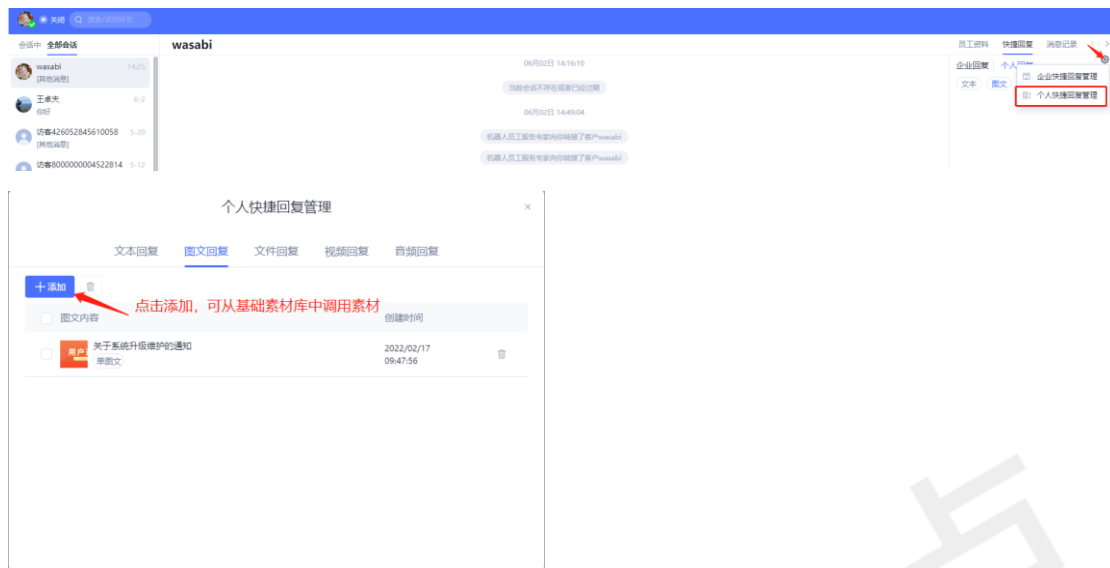 关闭 搜索/添加好友
会话中 全部会话
wasabi 14:25
[其他消息]
王卓夫 6-2
你好
访客426052845610058 5-20
[其他消息]
访客8000000004522814 5-12
wasabi
06月02日 14:16:10
当前会话不存在或者已经过期
06月02日 14:49:04
机器人员工服务专家向你转接了客户wasabi
机器人员工服务专家向你转接了客户wasabi
员工资料 快捷回复 消息记录
企业回复 个人回复
文本 图文
企业快捷回复管理
个人快捷回复管理
个人快捷回复管理 ×
文本回复 图文回复 文件回复 视频回复 音频回复
+ 添加
点击添加，可从基础素材库中调用素材
图文内容 创建时间
用户
关于系统升级维护的通知
单图文
2022/02/17
09:47:56